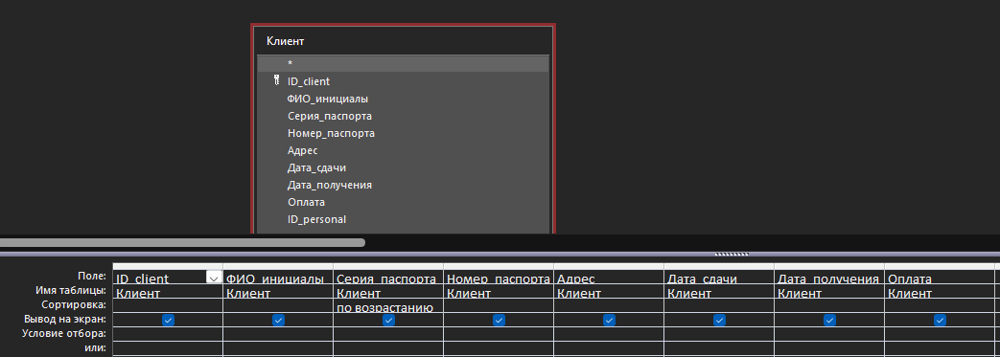 Клиент
*
ID_client
ФИО_инициалы
Серия_паспорта
Номер_паспорта
Адрес
Дата_сдачи
Дата_получения
Оплата
ID_personal
Поле: ID_client ФИО_инициалы Серия_паспорта Номер_паспорта Адрес Дата_сдачи Дата_получения Оплата
Имя таблицы: Клиент Клиент Клиент Клиент Клиент Клиент Клиент Клиент
Сортировка: по возрастанию
Вывод на экран:
Условие отбора:
или: